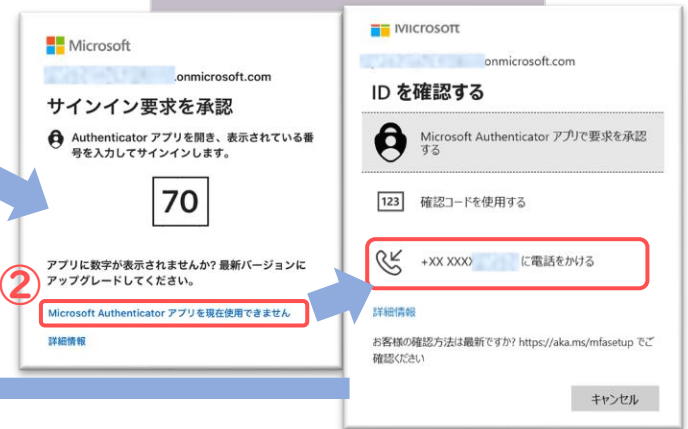 Microsoft
.onmicrosoft.com
サインイン要求を承認
Authenticator アプリを開き、表示されている番
号を入力してサインインします。
70
アプリに数字が表示されませんか? 最新バージョンに
アップグレードしてください。
②
Microsoft Authenticator アプリを現在使用できません
詳細情報
Microsoft
onmicrosoft.com
ID を確認する
Microsoft Authenticator アプリで要求を承認
する
123
確認コードを使用する
+XX XXXX に電話をかける
詳細情報
お客様の確認方法は最新ですか? https://aka.ms/mfasetup でご
確認ください
キャンセル